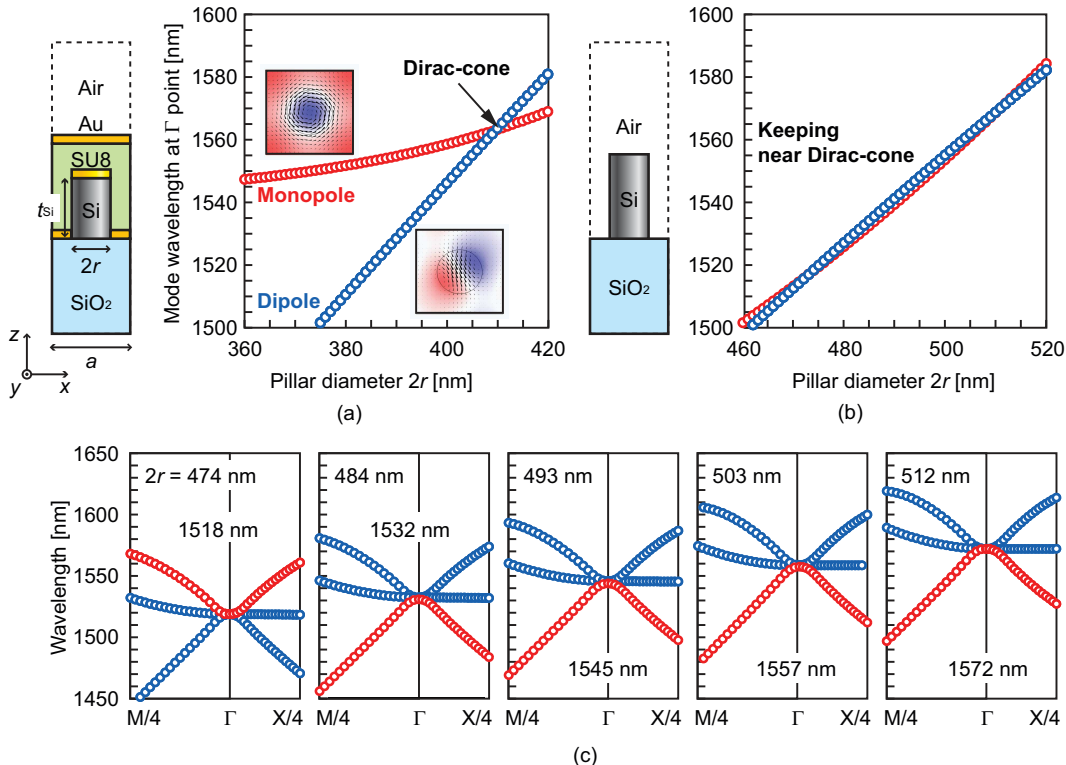 Air
Au
SU8
tSi
Si
2r
SiO2
z
y
x
a
Mode wavelength at Γ point [nm]
1600
1580
1560
1540
1520
1500
Dirac-cone
Monopole
Dipole
360
380
400
420
Pillar diameter 2r [nm]
(a)
Air
Si
SiO2
1600
1580
1560
1540
1520
1500
Keeping
near Dirac-cone
460
480
500
520
Pillar diameter 2r [nm]
(b)
Wavelength [nm]
1650
1600
1550
1500
1450
2r = 474 nm
1518 nm
M/4
Γ
X/4
484 nm
1532 nm
M/4
Γ
X/4
493 nm
1545 nm
M/4
Γ
X/4
503 nm
1557 nm
M/4
Γ
X/4
512 nm
1572 nm
M/4
Γ
X/4
(c)